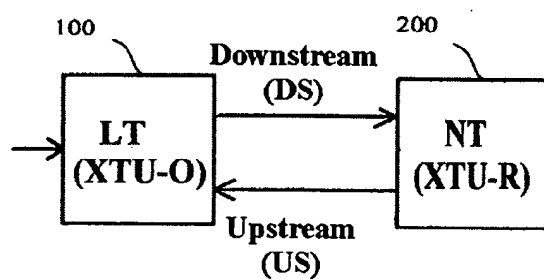 100
200
Downstream
(DS)
LT
(XTU-O)
NT
(XTU-R)
Upstream
(US)